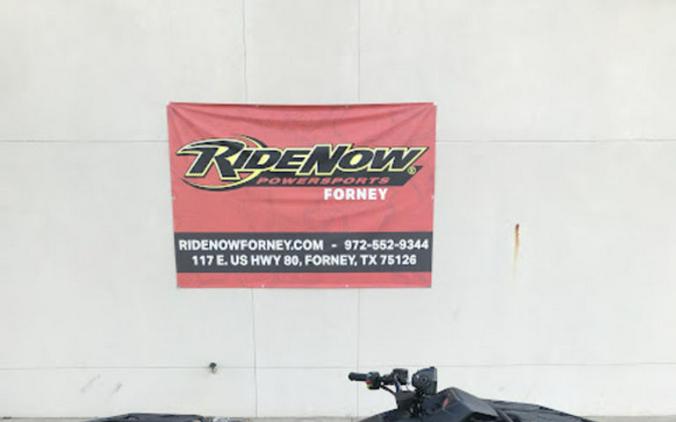 RIDENOW®
POWERSPORTS
FORNEY
RIDENOWFORNEY.COM - 972-552-9344
117 E. US HWY 80, FORNEY, TX 75126